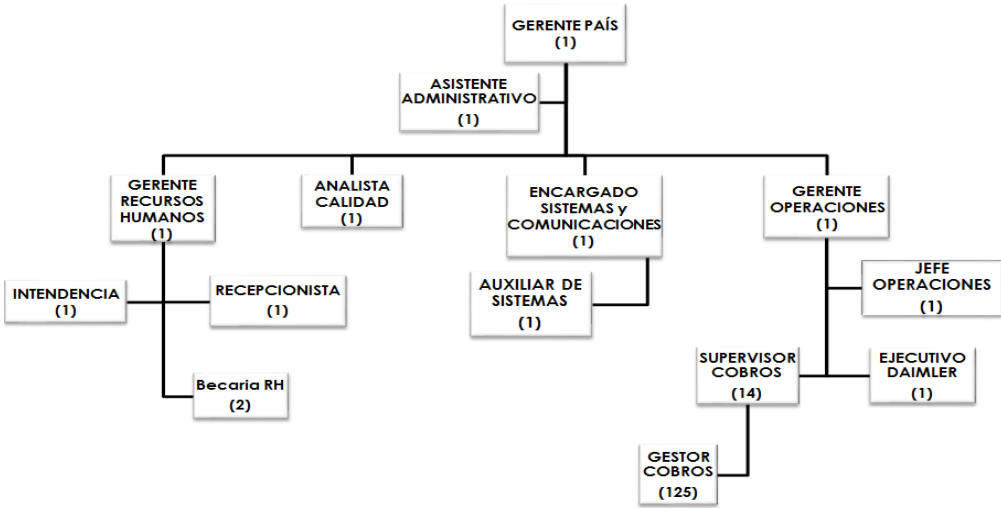 GERENTE PAÍS
(1)
ASISTENTE
ADMINISTRATIVO
(1)
GERENTE
RECURSOS
HUMANOS
(1)
ANALISTA
CALIDAD
(1)
ENCARGADO
SISTEMAS y
COMUNICACIONES
(1)
GERENTE
OPERACIONES
(1)
INTENDENCIA
(1)
RECEPCIONISTA
(1)
AUXILIAR DE
SISTEMAS
(1)
JEFE
OPERACIONES
(1)
Becaria RH
(2)
SUPERVISOR
COBROS
(14)
EJECUTIVO
DAIMLER
(1)
GESTOR
COBROS
(125)